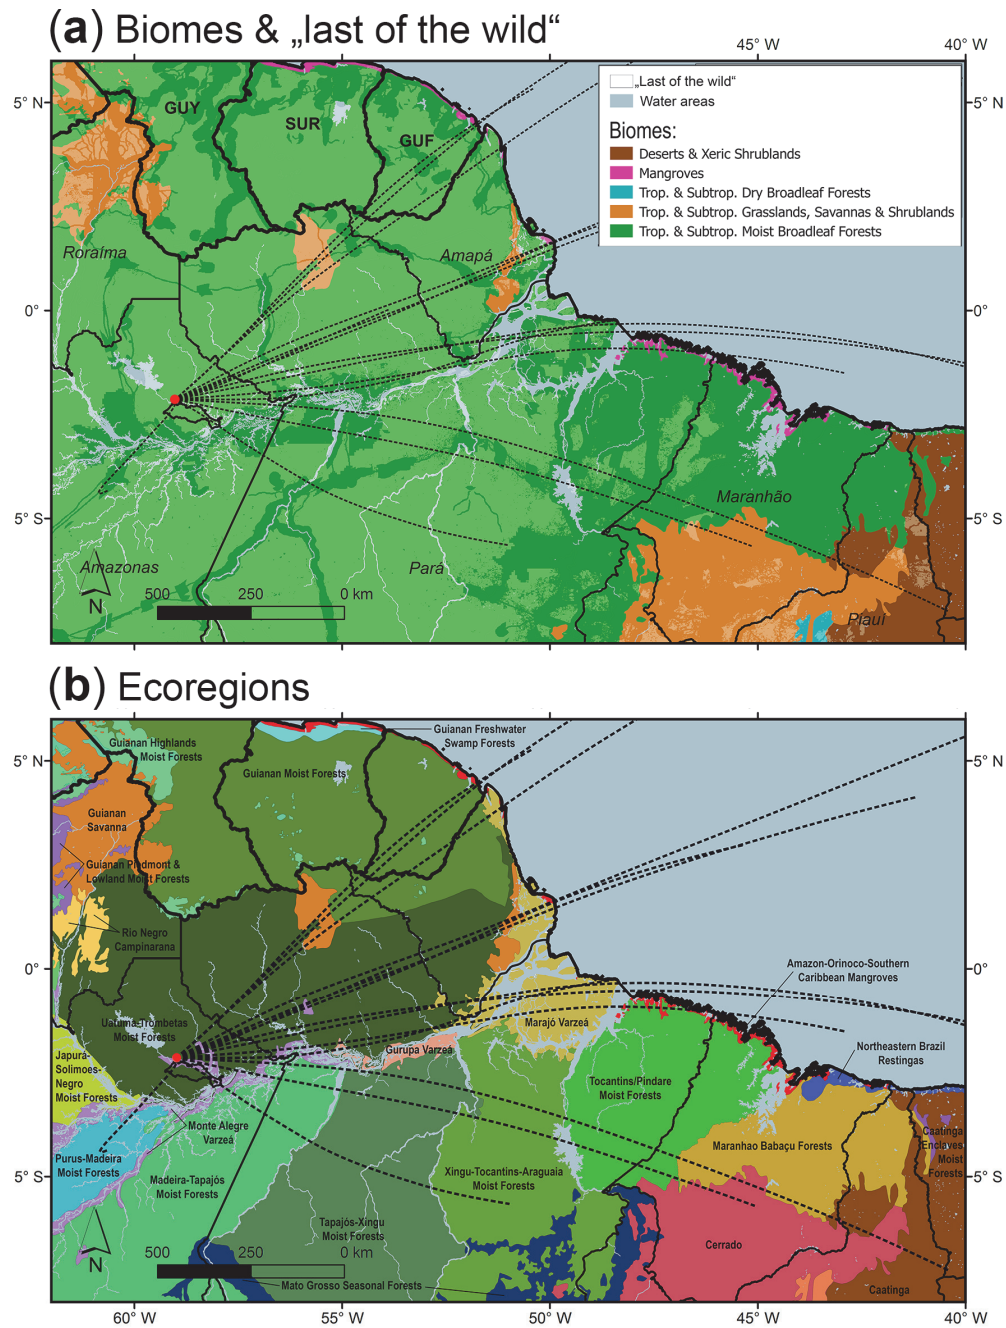 (a) Biomes & „last of the wild“
45° W
40° W
5° N
5° N
„Last of the wild“
Water areas
Biomes:
Deserts & Xeric Shrublands
Mangroves
Trop. & Subtrop. Dry Broadleaf Forests
Trop. & Subtrop. Grasslands, Savannas & Shrublands
Trop. & Subtrop. Moist Broadleaf Forests
GUY
SUR
GUF
Roraíma
Amapá
0°
0°
Maranhão
5° S
5° S
Amazonas
Pará
Piauí
N
500
250
0 km
(b) Ecoregions
5° N
5° N
Guianan Freshwater
Swamp Forests
Guianan Highlands
Moist Forests
Guianan Moist Forests
Guianan
Savanna
Guianan Piedmont &
Lowland Moist Forests
Rio Negro
Campinarana
0°
0°
Amazon-Orinoco-Southern
Caribbean Mangroves
Uatuma-Trombetas
Moist Forests
Marajó Varzeá
Gurupa Varzeá
Northeastern Brazil
Restingas
Japurá-
Solimoes-
Negro
Moist Forests
Tocantins/Pindare
Moist Forests
Monte Alegre
Varzeá
Maranhao Babaçu Forests
Caatinga
Enclaves
Moist
Forests
Purus-Madeira
Moist Forests
Madeira-Tapajós
Moist Forests
Xingu-Tocantins-Araguaia
Moist Forests
5° S
5° S
Tapajós-Xingu
Moist Forests
Cerrado
N
500
250
0 km
Mato Grosso Seasonal Forests
Caatinga
60° W
55° W
50° W
45° W
40° W